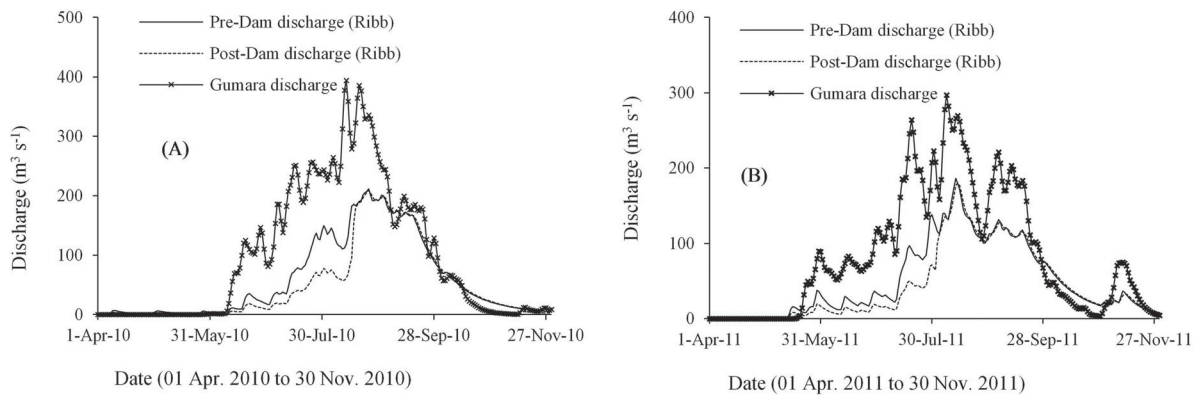 500
400
300
200
100
0
Discharge (m³ s⁻¹)
Pre-Dam discharge (Ribb)
Post-Dam discharge (Ribb)
Gumara discharge
(A)
1-Apr-10 31-May-10 30-Jul-10 28-Sep-10 27-Nov-10
Date (01 Apr. 2010 to 30 Nov. 2010)
400
300
200
100
0
Discharge (m³ s⁻¹)
Pre-Dam discharge (Ribb)
Post-Dam discharge (Ribb)
Gumara discharge
(B)
1-Apr-11 31-May-11 30-Jul-11 28-Sep-11 27-Nov-11
Date (01 Apr. 2011 to 30 Nov. 2011)